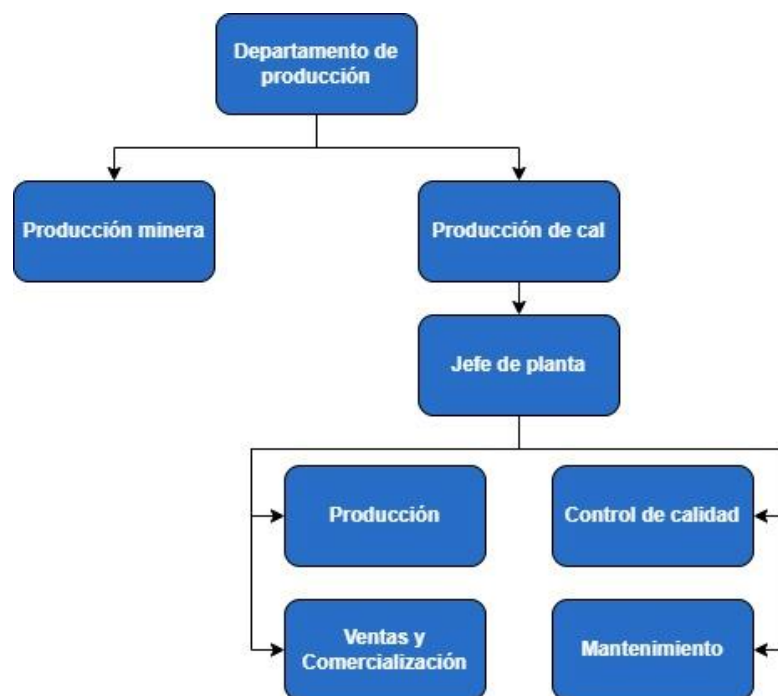 Departamento de
producción
Producción minera
Producción de cal
Jefe de planta
Producción
Control de calidad
Ventas y
Comercialización
Mantenimiento